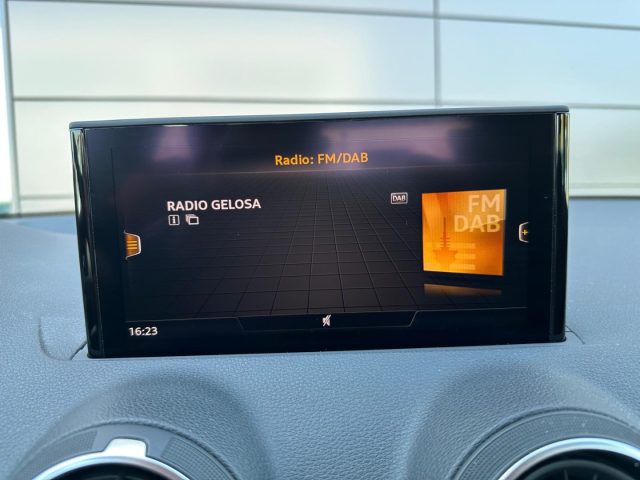 Radio: FM/DAB
RADIO GELOSA
DAB
FM
DAB
16:23